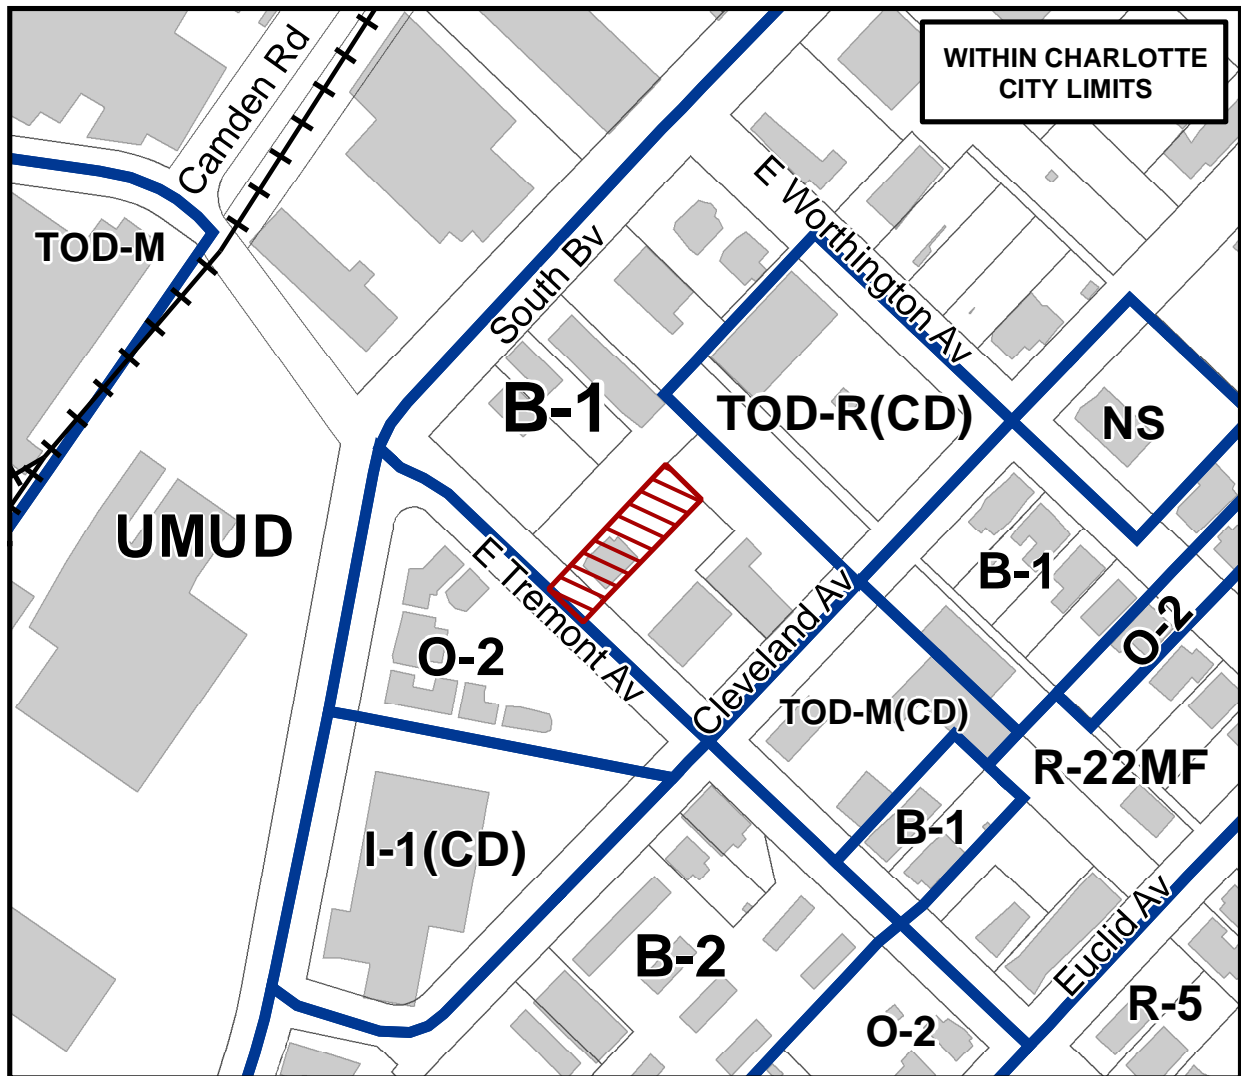 WITHIN CHARLOTTE
CITY LIMITS
Camden Rd
TOD-M
E Worthington Av
South Bv
B-1
TOD-R(CD)
NS
UMUD
E Tremont Av
B-1
O-2
O-2
Cleveland Av
TOD-M(CD)
R-22MF
I-1(CD)
B-1
Euclid Av
B-2
R-5
O-2